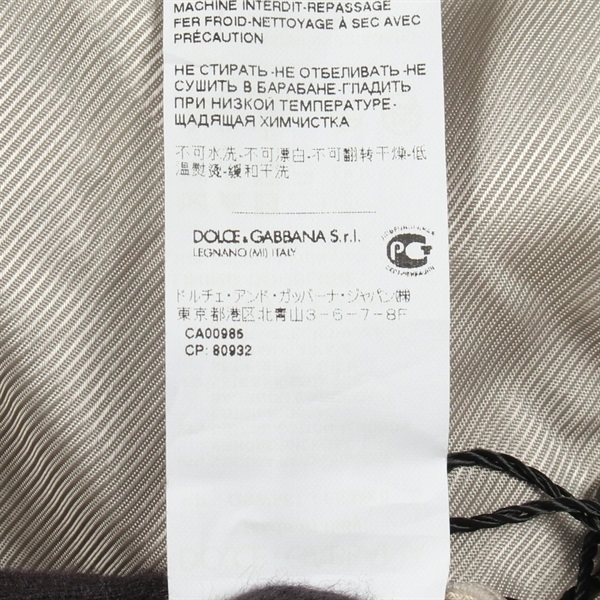 MACHINE INTERDIT-REPASSAGE
FER FROID-NETTOYAGE À SEC AVEC
PRÉCAUTION
НЕ СТИРАТЬ-НЕ ОТБЕЛИВАТЬ-НЕ
СУШИТЬ В БАРАБАНЕ-ГЛАДИТЬ
ПРИ НИЗКОЙ ТЕМПЕРАТУРЕ-
ЩАДЯЩАЯ ХИМЧИСТКА
不可水洗-不可漂白-不可翻转干燥-低
温熨烫-缓和干洗
DOLCE & GABBANA S.r.l.
LEGNANO (MI) ITALY
РСТ
ドルチェ・アンド・ガッバーナ・ジャパン㈱
東京都港区北青山3-6-7-8F
CA00985
CP: 80932